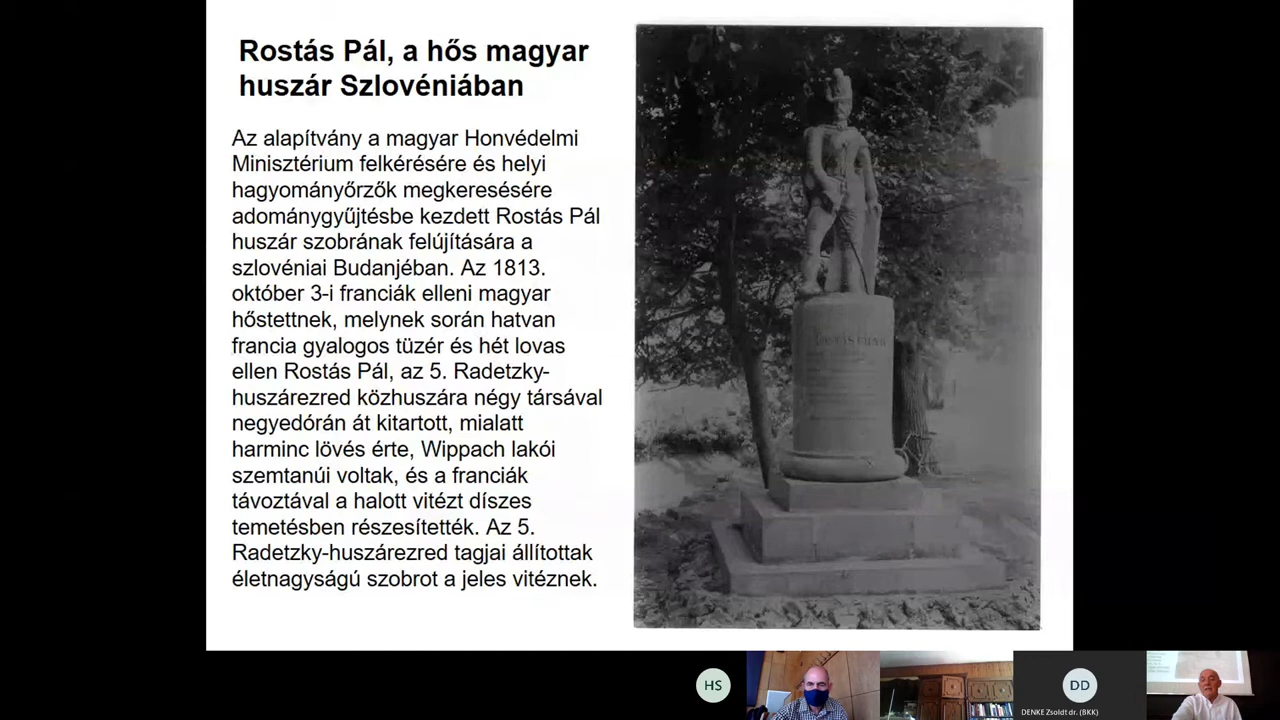 Rostás Pál, a hős magyar
huszár Szlovéniában
Az alapítvány a magyar Honvédelmi
Minisztérium felkérésére és helyi
hagyományőrzők megkeresésére
adománygyűjtésbe kezdett Rostás Pál
huszár szobrának felújítására a
szlovéniai Budanjéban. Az 1813.
október 3-i franciák elleni magyar
hőstettnek, melynek során hatvan
francia gyalogos tüzér és hét lovas
ellen Rostás Pál, az 5. Radetzky-
huszárezred közhuszára négy társával
negyedórán át kitartott, mialatt
harminc lövés érte, Wippach lakói
szemtanúi voltak, és a franciák
távoztával a halott vitézt díszes
temetésben részesítették. Az 5.
Radetzky-huszárezred tagjai állítottak
életnagyságú szobrot a jeles vitéznek.
HS
DD
DENKE Zsolt dr. (BKK)